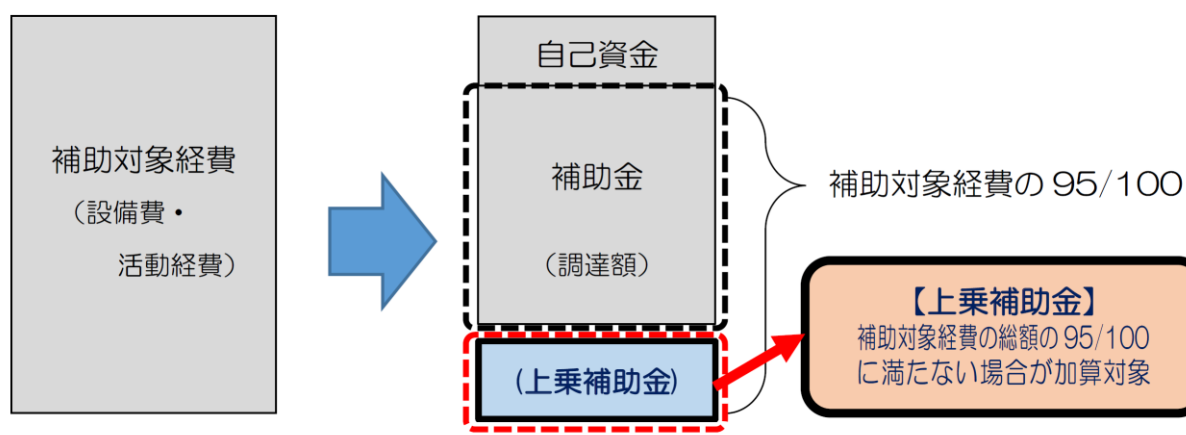 補助対象経費
（設備費・
活動経費）
自己資金
補助金
（調達額）
(上乗補助金)
補助対象経費の 95/100
【上乗補助金】
補助対象経費の総額の 95/100
に満たない場合が加算対象